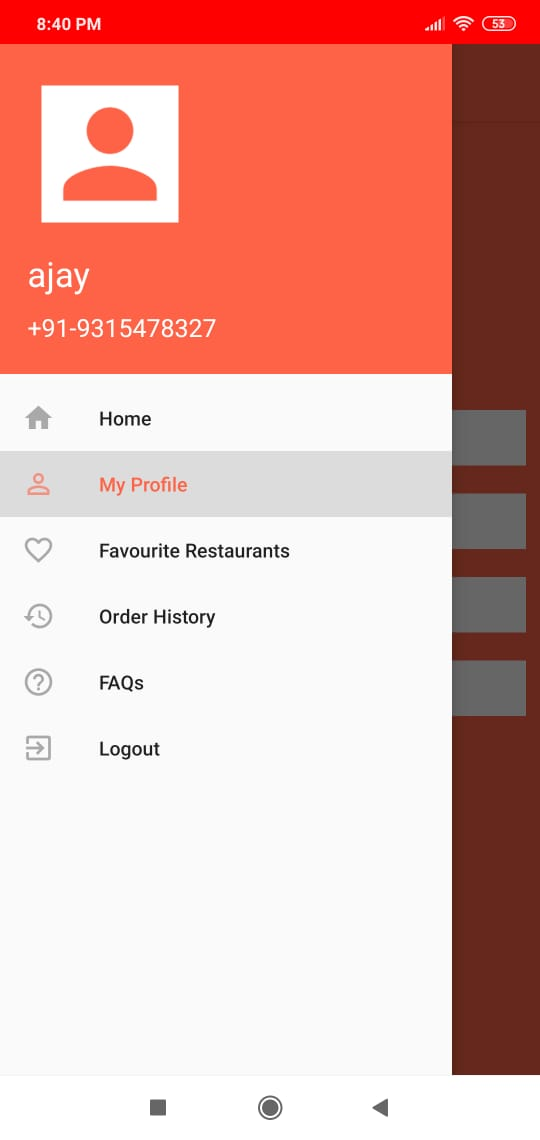 8:40 PM
53
ajay
+91-9315478327
Home
My Profile
Favourite Restaurants
Order History
FAQs
Logout